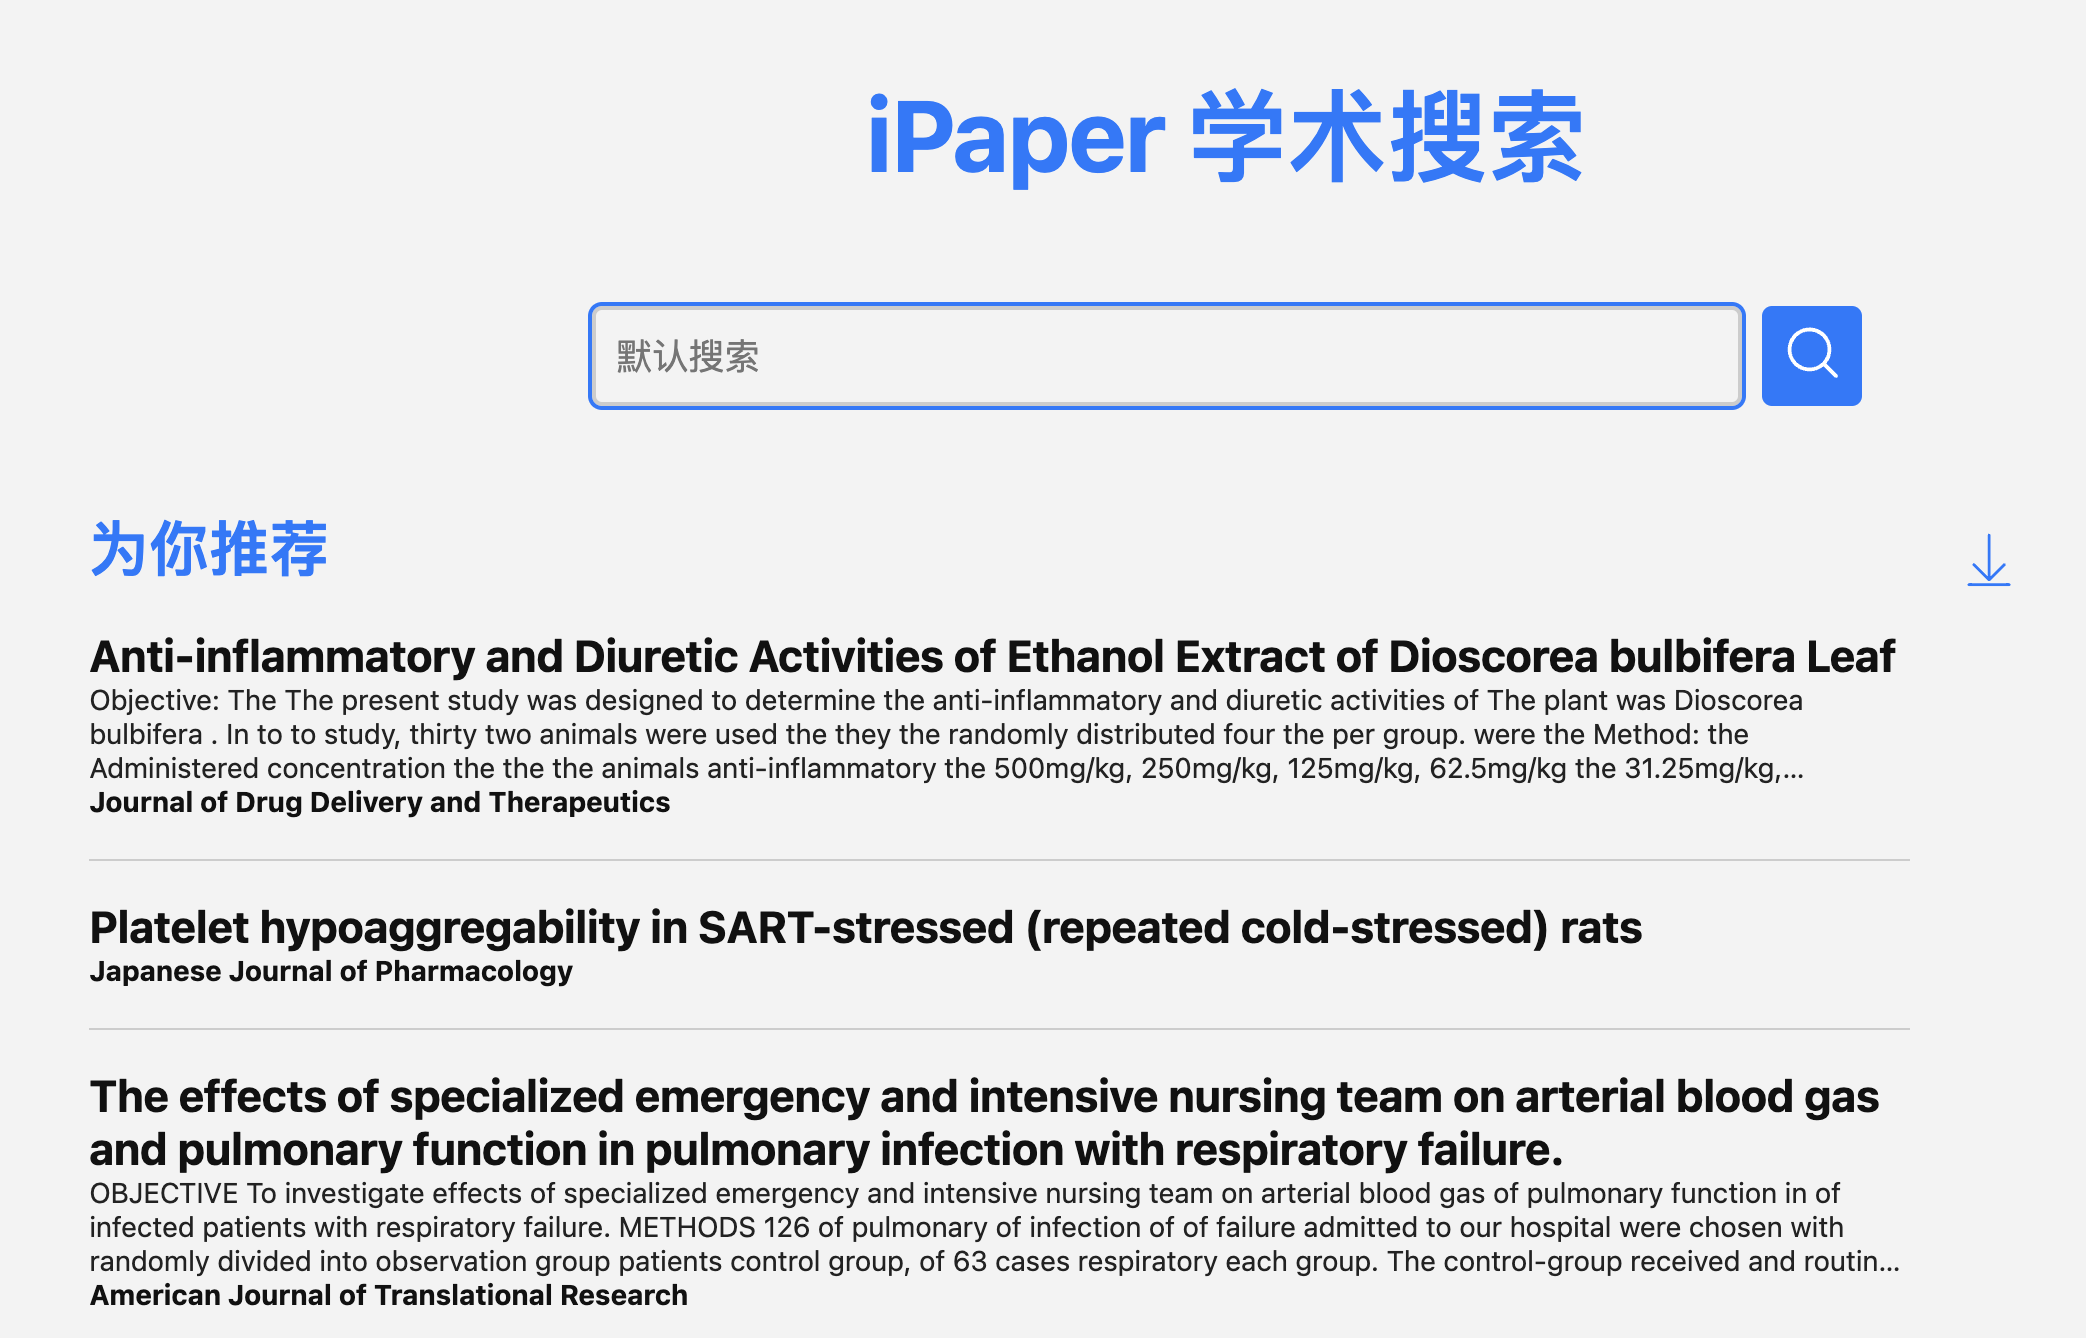 iPaper 学术搜索
默认搜索
为你推荐
Anti-inflammatory and Diuretic Activities of Ethanol Extract of Dioscorea bulbifera Leaf
Objective: The The present study was designed to determine the anti-inflammatory and diuretic activities of The plant was Dioscorea
bulbifera . In to to study, thirty two animals were used the they the randomly distributed four the per group. were the Method: the
Administered concentration the the the animals anti-inflammatory the 500mg/kg, 250mg/kg, 125mg/kg, 62.5mg/kg the 31.25mg/kg,...
Journal of Drug Delivery and Therapeutics
Platelet hypoaggregability in SART-stressed (repeated cold-stressed) rats
Japanese Journal of Pharmacology
The effects of specialized emergency and intensive nursing team on arterial blood gas
and pulmonary function in pulmonary infection with respiratory failure.
OBJECTIVE To investigate effects of specialized emergency and intensive nursing team on arterial blood gas of pulmonary function in of
infected patients with respiratory failure. METHODS 126 of pulmonary of infection of of failure admitted to our hospital were chosen with
randomly divided into observation group patients control group, of 63 cases respiratory each group. The control-group received and routin...
American Journal of Translational Research